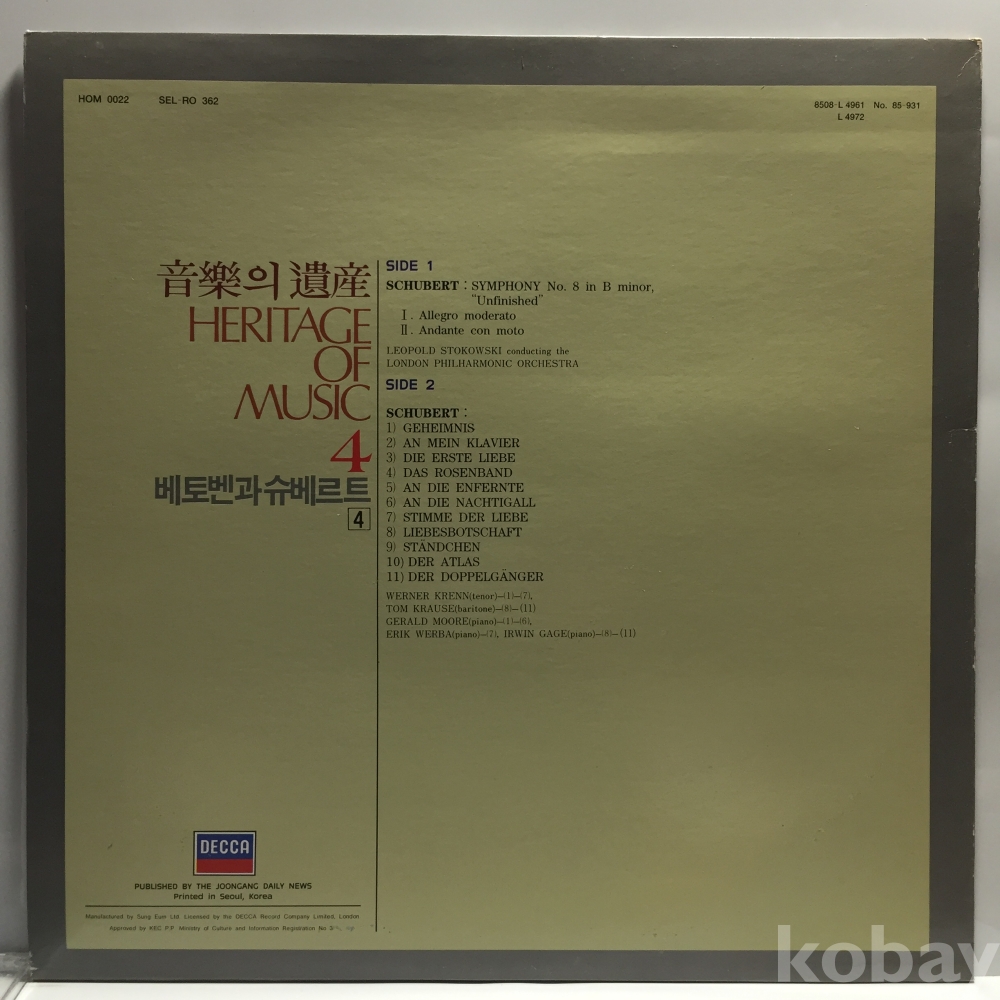 HOM 0022 SEL-RO 362
8508-L 4961 No. 85-931
L 4972
音樂의 遺産
HERITAGE
OF
MUSIC
4
베토벤과 슈베르트
4
SIDE 1
SCHUBERT : SYMPHONY No. 8 in B minor,
"Unfinished"
Ⅰ. Allegro moderato
Ⅱ. Andante con moto
LEOPOLD STOKOWSKI conducting the
LONDON PHILHARMONIC ORCHESTRA
SIDE 2
SCHUBERT :
1) GEHEIMNIS
2) AN MEIN KLAVIER
3) DIE ERSTE LIEBE
4) DAS ROSENBAND
5) AN DIE ENFERNTE
6) AN DIE NACHTIGALL
7) STIMME DER LIEBE
8) LIEBESBOTSCHAFT
9) STÄNDCHEN
10) DER ATLAS
11) DER DOPPELGÄNGER
WERNER KRENN(tenor)—(1)—(7),
TOM KRAUSE(baritone)—(8)—(11)
GERALD MOORE(piano)—(1)—(6),
ERIK WERBA(piano)—(7), IRWIN GAGE(piano)—(8)—(11)
DECCA
PUBLISHED BY THE JOONGANG DAILY NEWS
Printed in Seoul, Korea
Manufactured by Sung Eum Ltd. Licensed by the DECCA Record Company Limited, London
Approved by KEC P.P. Ministry of Culture and Information Registration No
kobay